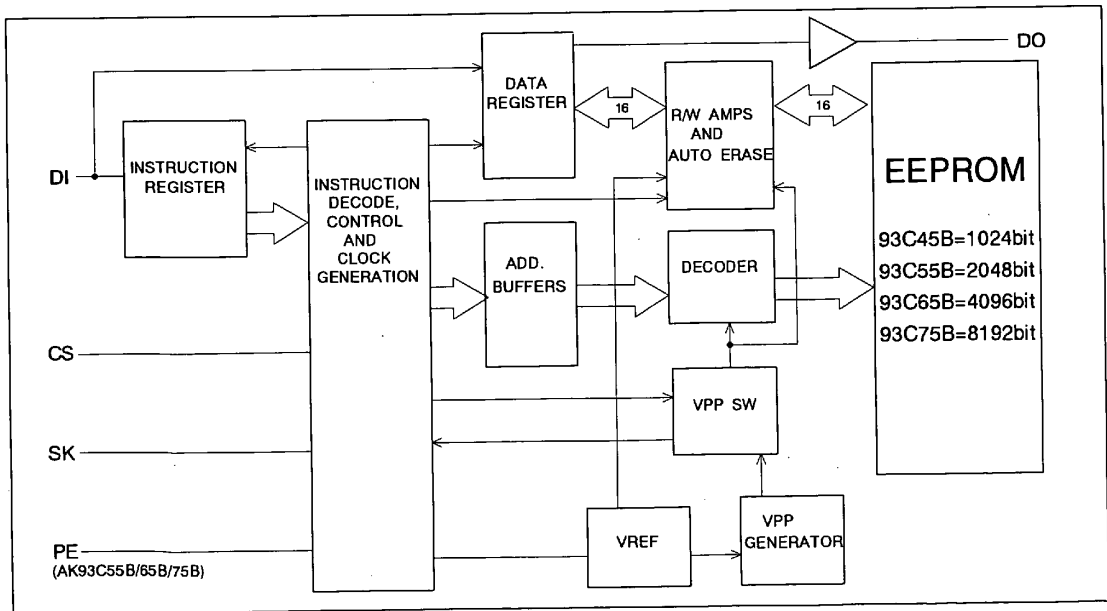 DO
DATA
REGISTER
16
R/W AMPS
AND
AUTO ERASE
16
EEPROM
93C45B=1024bit
93C55B=2048bit
93C65B=4096bit
93C75B=8192bit
DI
INSTRUCTION
REGISTER
INSTRUCTION
DECODE,
CONTROL
AND
CLOCK
GENERATION
ADD.
BUFFERS
DECODER
CS
VPP SW
SK
PE
(AK93C55B/65B/75B)
VREF
VPP
GENERATOR